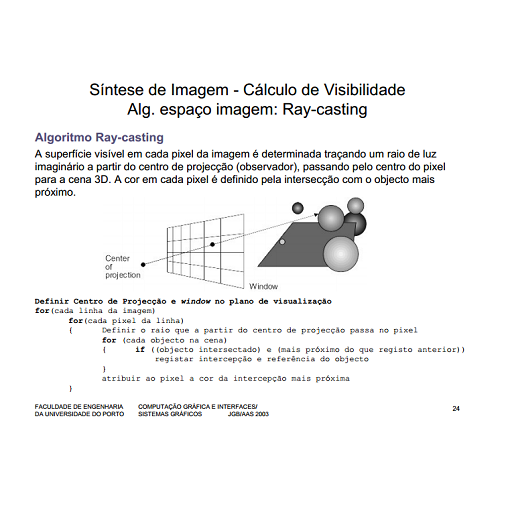 Síntese de Imagem - Cálculo de Visibilidade
Alg. espaço imagem: Ray-casting
Algoritmo Ray-casting
A superfície visível em cada pixel da imagem é determinada traçando um raio de luz
imaginário a partir do centro de projecção (observador), passando pelo centro do pixel
para a cena 3D. A cor em cada pixel é definido pela intersecção com o objecto mais
próximo.
Center
of
projection
Window
Definir Centro de Projecção e window no plano de visualização
for(cada linha da imagem)
for(cada pixel da linha)
{ Definir o raio que a partir do centro de projecção passa no pixel
for (cada objecto na cena)
{ if ((objecto intersectado) e (mais próximo do que registo anterior))
registar intercepção e referência do objecto
}
atribuir ao pixel a cor da intercepção mais próxima
}
FACULDADE DE ENGENHARIA COMPUTAÇÃO GRÁFICA E INTERFACES/
DA UNIVERSIDADE DO PORTO SISTEMAS GRÁFICOS JGB/AAS 2003
24